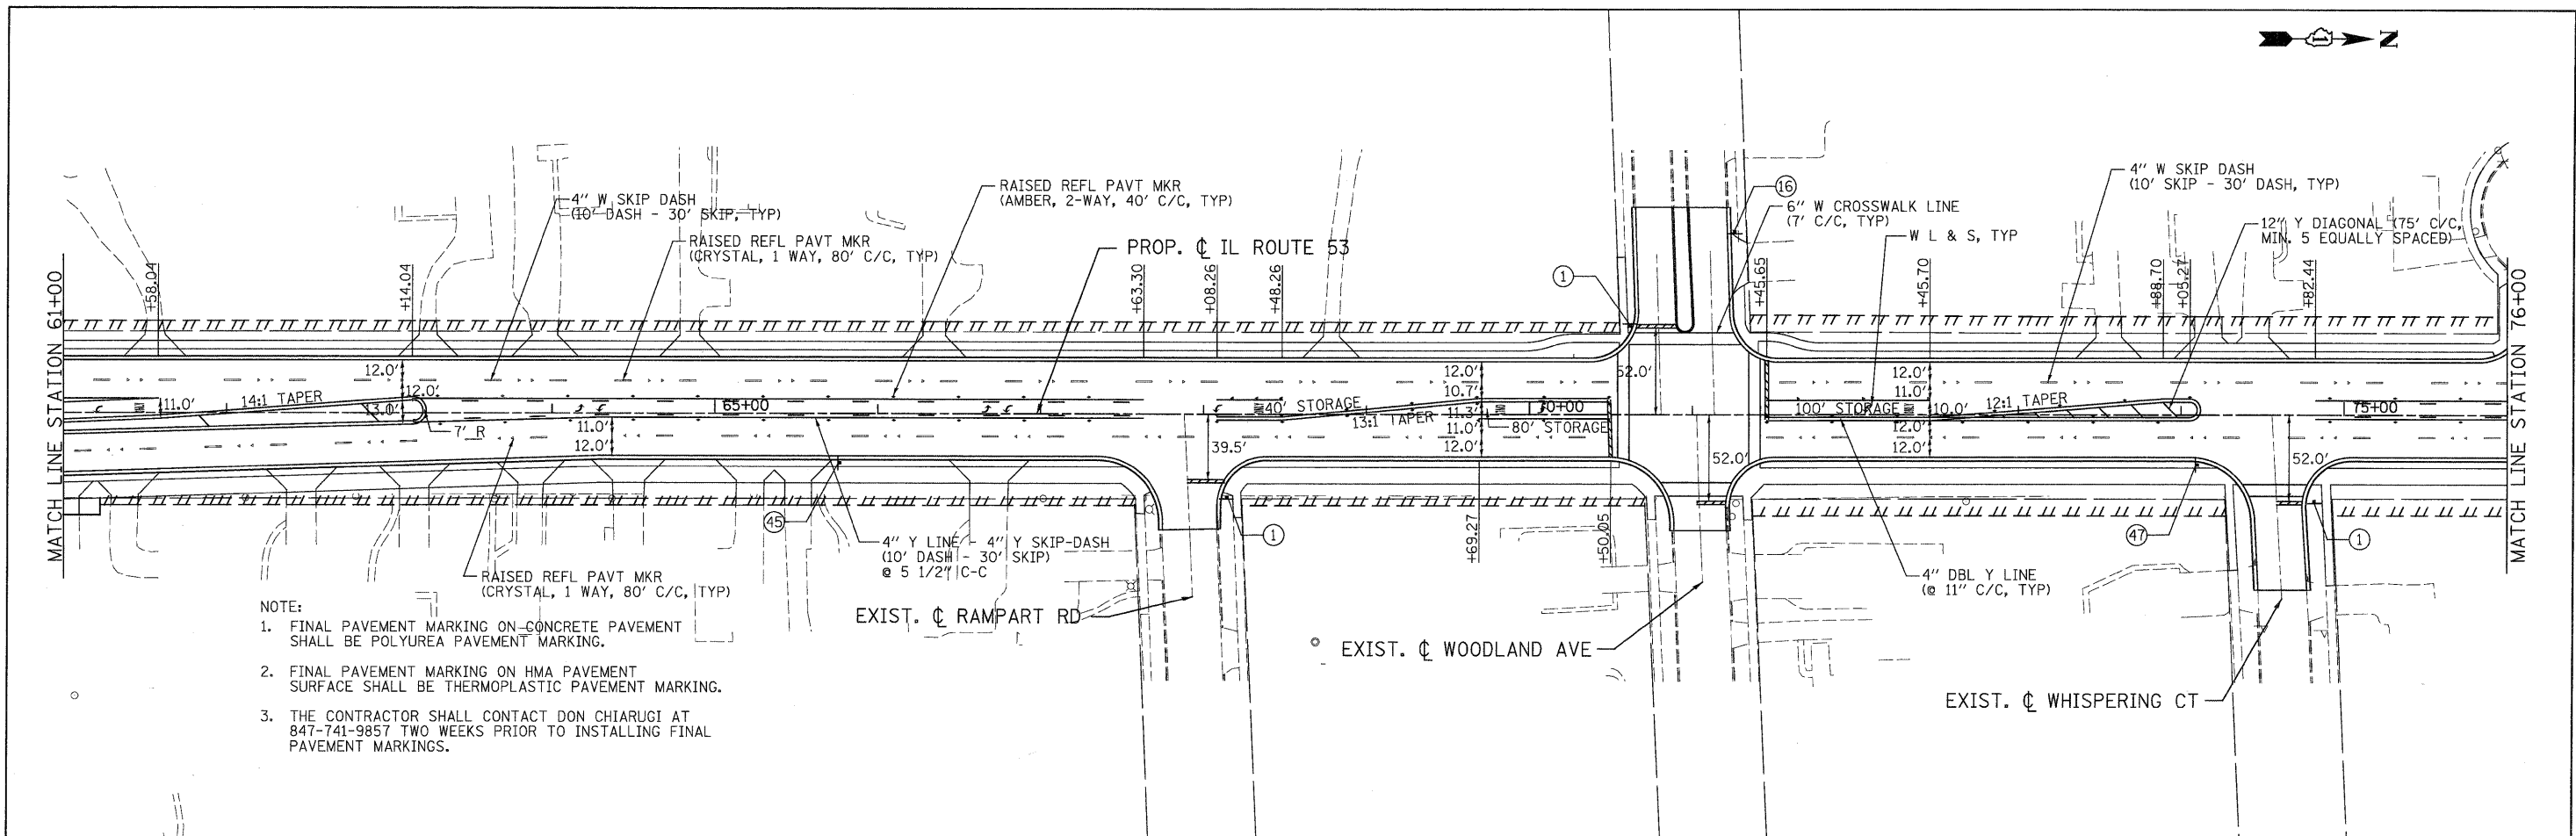 N
4" W SKIP DASH
(10' DASH - 30' SKIP, TYP)
RAISED REFL PAVT MKR
(CRYSTAL, 1 WAY, 80' C/C, TYP)
RAISED REFL PAVT MKR
(AMBER, 2-WAY, 40' C/C, TYP)
PROP. ℄ IL ROUTE 53
16
6" W CROSSWALK LINE
(7' C/C, TYP)
W L & S, TYP
4" W SKIP DASH
(10' SKIP - 30' DASH, TYP)
12" Y DIAGONAL (75' C/C,
MIN. 5 EQUALLY SPACED)
1
MATCH LINE STATION 61+00
+58.04
+14.04
+63.30
+08.26
+48.26
+45.65
+45.70
+88.70
+05.27
+82.44
MATCH LINE STATION 76+00
12.0'
12.0'
11.0'
14:1 TAPER
13.0'
7' R
11.0'
12.0'
65+00
39.5'
40' STORAGE
13:1 TAPER
12.0'
10.7'
11.3'
11.0'
12.0'
70+00
80' STORAGE
52.0'
52.0'
100' STORAGE
12.0'
11.0'
10.0'
12:1 TAPER
12.0'
12.0'
75+00
52.0'
45
1
+69.27
+50.05
47
1
RAISED REFL PAVT MKR
(CRYSTAL, 1 WAY, 80' C/C, TYP)
4" Y LINE - 4" Y SKIP-DASH
(10' DASH - 30' SKIP)
@ 5 1/2" C-C
4" DBL Y LINE
(@ 11" C/C, TYP)
EXIST. ℄ RAMPART RD
EXIST. ℄ WOODLAND AVE
EXIST. ℄ WHISPERING CT
NOTE:
1. FINAL PAVEMENT MARKING ON CONCRETE PAVEMENT
SHALL BE POLYUREA PAVEMENT MARKING.
2. FINAL PAVEMENT MARKING ON HMA PAVEMENT
SURFACE SHALL BE THERMOPLASTIC PAVEMENT MARKING.
3. THE CONTRACTOR SHALL CONTACT DON CHIARUGI AT
847-741-9857 TWO WEEKS PRIOR TO INSTALLING FINAL
PAVEMENT MARKINGS.